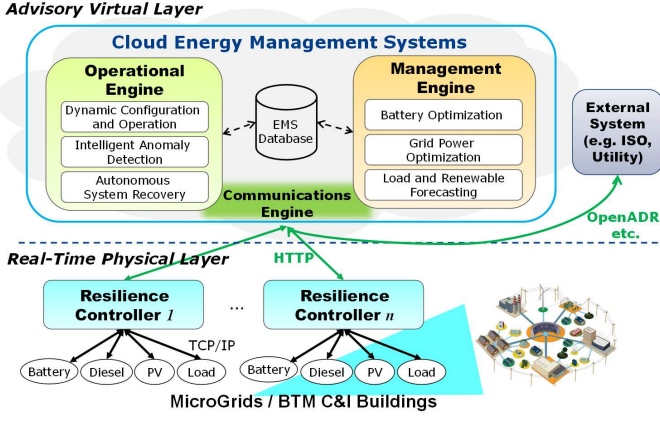 Advisory Virtual Layer
Cloud Energy Management Systems
Operational
Engine
Dynamic Configuration
and Operation
Intelligent Anomaly
Detection
Autonomous
System Recovery
EMS
Database
Management
Engine
Battery Optimization
Grid Power
Optimization
Load and Renewable
Forecasting
Communications
Engine
External
System
(e.g. ISO,
Utility)
OpenADR
etc.
Real-Time Physical Layer
HTTP
Resilience
Controller 1
...
Resilience
Controller n
TCP/IP
Battery
Diesel
PV
Load
Battery
Diesel
PV
Load
MicroGrids / BTM C&I Buildings